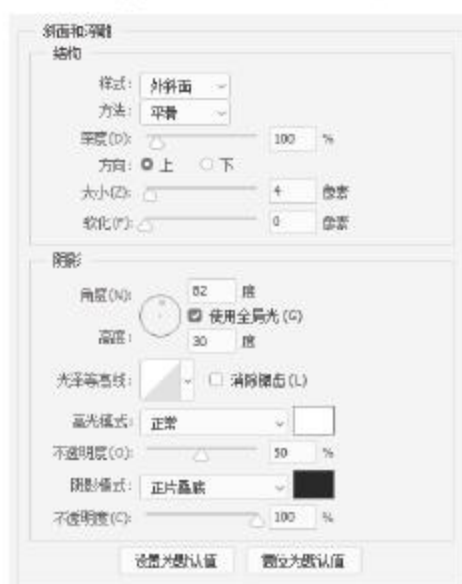 斜面和浮雕
结构
样式: 外斜面
方法: 平滑
深度(D): 100 %
方向: 上 下
大小(Z): 4 像素
软化(F): 0 像素
阴影
角度(N): 82 度
使用全局光(G)
高度: 30 度
光泽等高线: 消除锯齿(L)
高光模式: 正常
不透明度(O): 50 %
阴影模式: 正片叠底
不透明度(C): 100 %
设置为默认值 复位为默认值